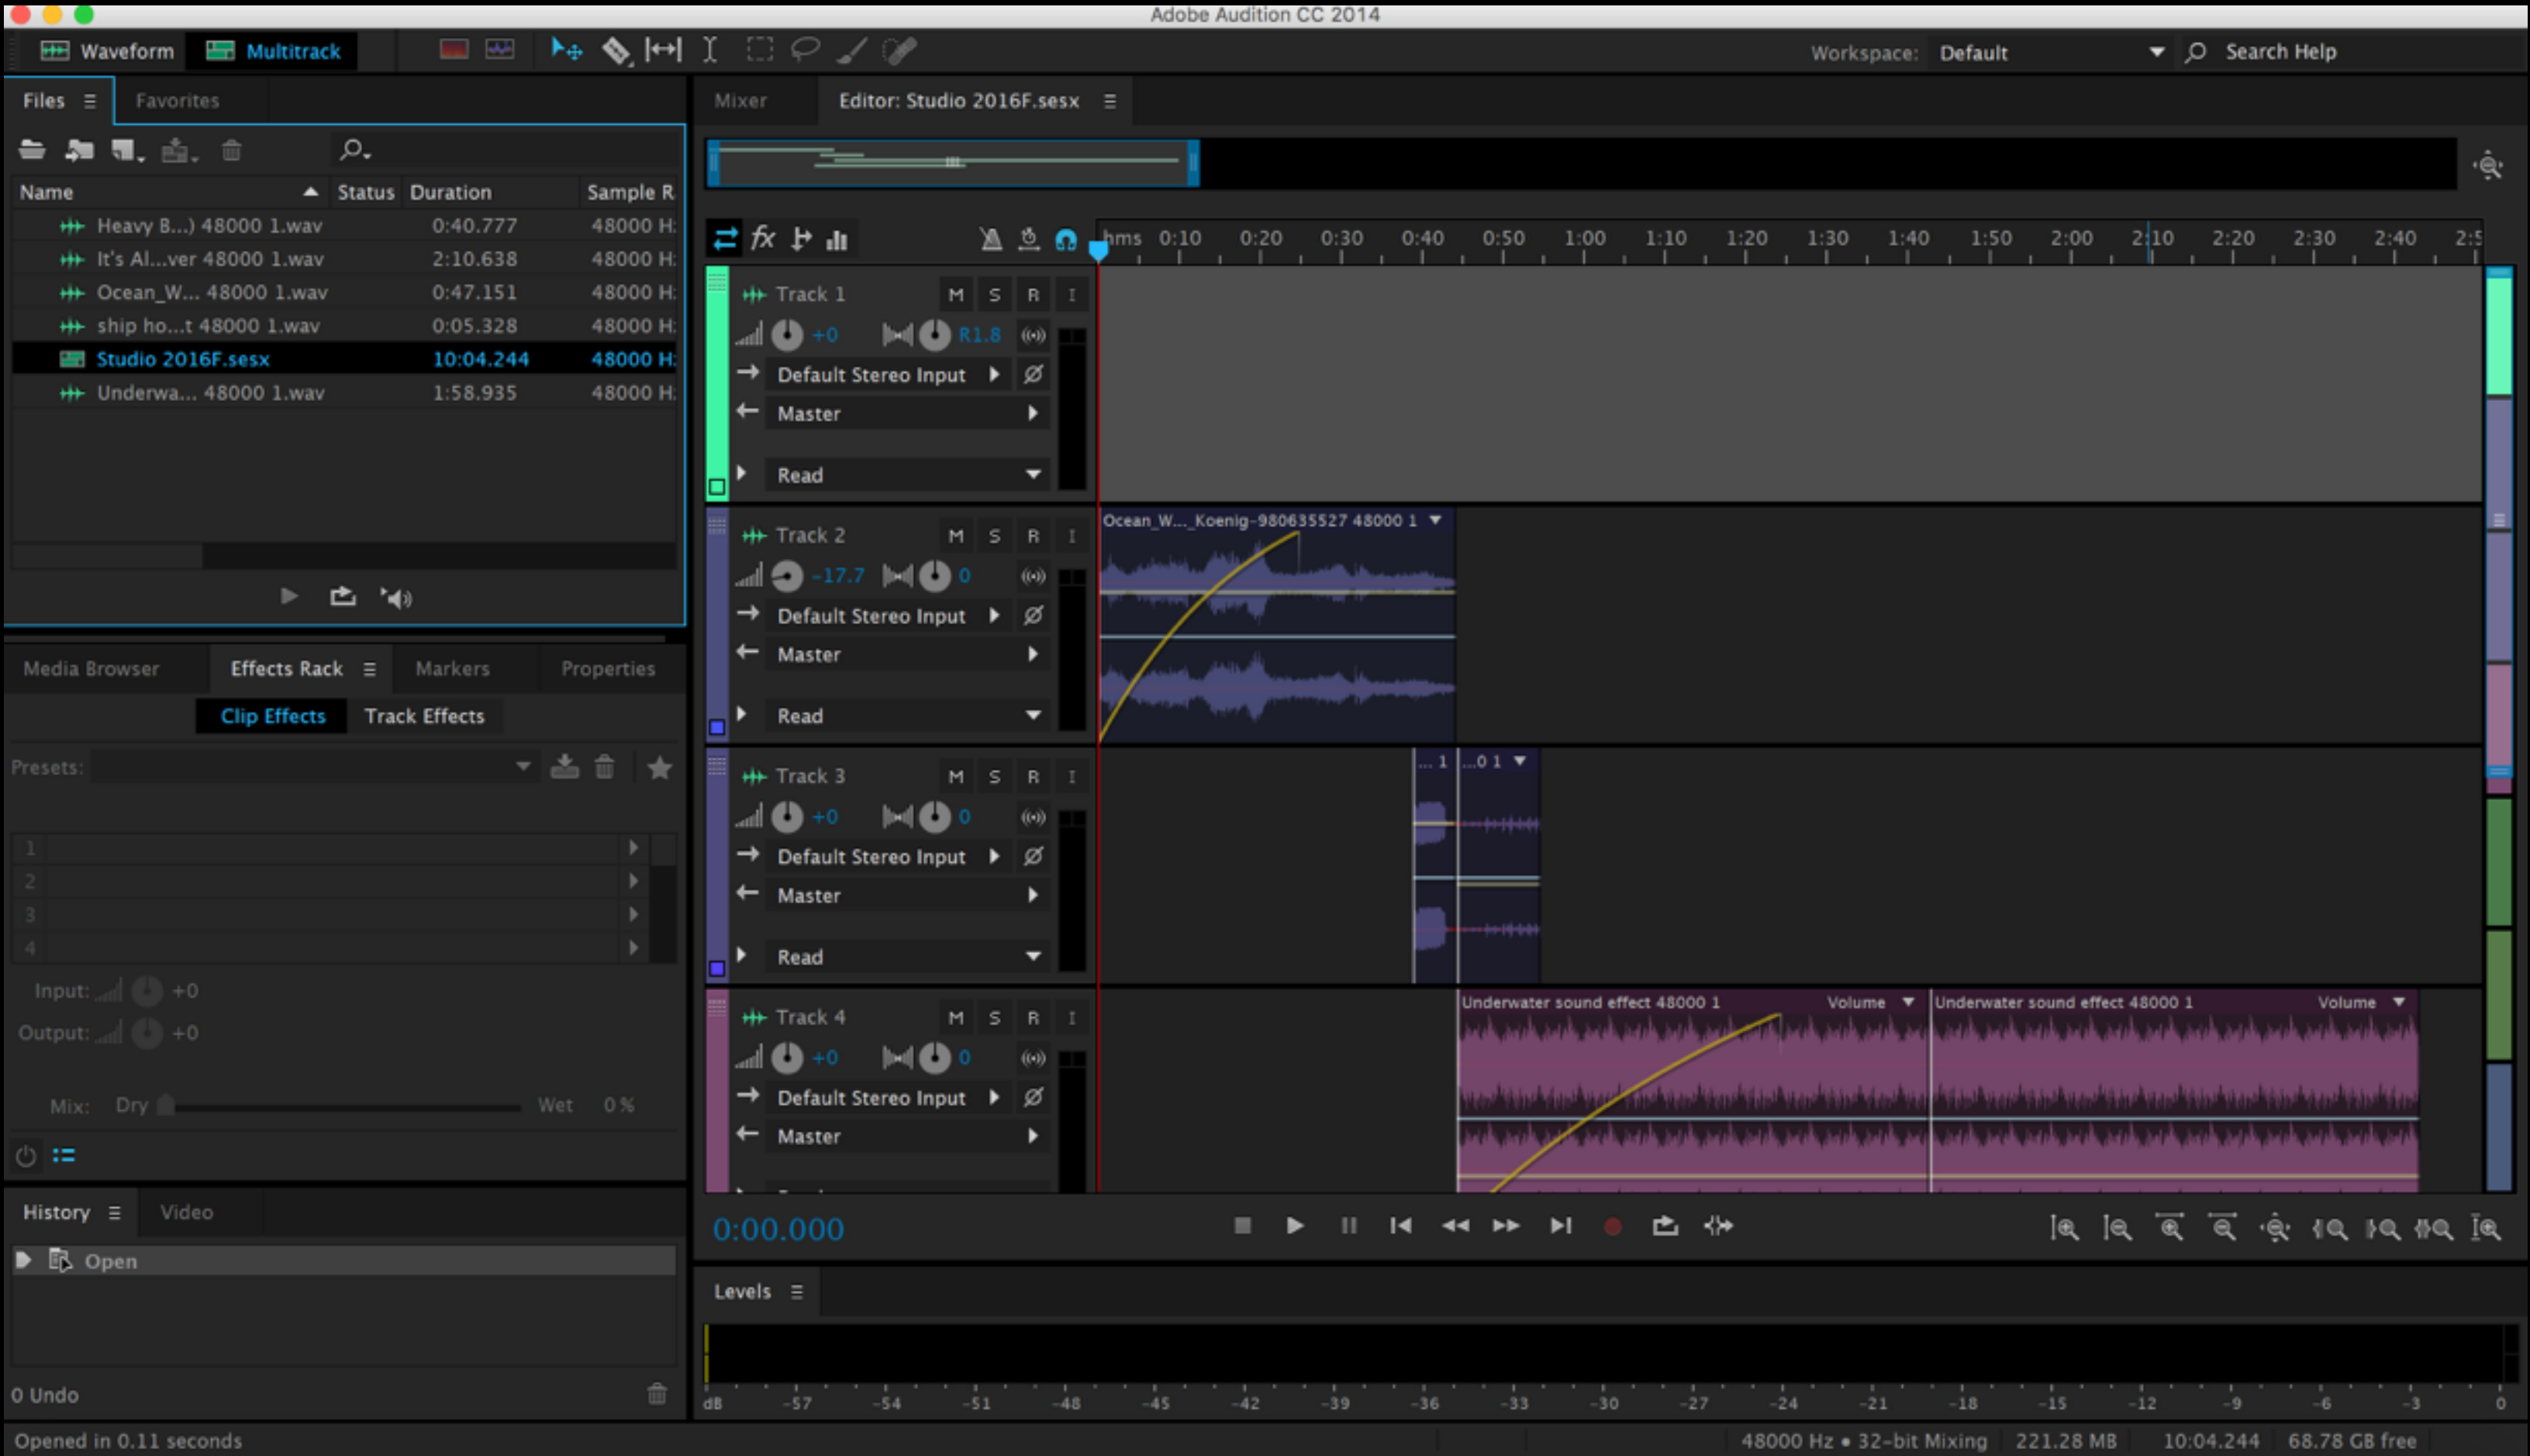 Adobe Audition CC 2014
Waveform Multitrack Workspace: Default Search Help
Files Favorites
Name Status Duration Sample R
Heavy B...) 48000 1.wav 0:40.777 48000 H
It's Al...ver 48000 1.wav 2:10.638 48000 H
Ocean_W... 48000 1.wav 0:47.151 48000 H
ship ho...t 48000 1.wav 0:05.328 48000 H
Studio 2016F.sesx 10:04.244 48000 H
Underwa... 48000 1.wav 1:58.935 48000 H
Media Browser Effects Rack Markers Properties
Clip Effects Track Effects
Presets:
1
2
3
4
Input: +0
Output: +0
Mix: Dry Wet 0 %
History Video
Open
0 Undo
Opened in 0.11 seconds
Mixer Editor: Studio 2016F.sesx
fx hms 0:10 0:20 0:30 0:40 0:50 1:00 1:10 1:20 1:30 1:40 1:50 2:00 2:10 2:20 2:30 2:40 2:5
Track 1 M S R I
+0 R1.8
Default Stereo Input
Master
Read
Track 2 M S R I
-17.7 0
Default Stereo Input
Master
Read
Ocean_W..._Koenig-980635527 48000 1
Track 3 M S R I
+0 0
Default Stereo Input
Master
Read
... 1 ...0 1
Track 4 M S R I
+0 0
Default Stereo Input
Master
Underwater sound effect 48000 1 Volume Underwater sound effect 48000 1 Volume
0:00.000
Levels
dB -57 -54 -51 -48 -45 -42 -39 -36 -33 -30 -27 -24 -21 -18 -15 -12 -9 -6 -3 0
48000 Hz • 32-bit Mixing 221.28 MB 10:04.244 68.78 GB free